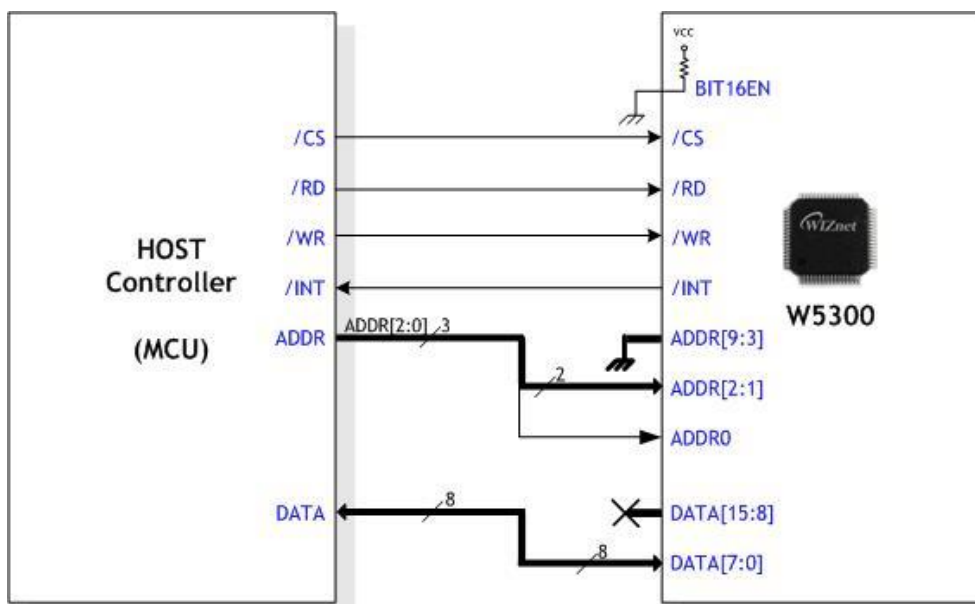 VCC
BIT16EN
/CS
/CS
/RD
/RD
/WR
/WR
WIZnet
HOST
Controller
(MCU)
/INT
/INT
W5300
ADDR
ADDR[2:0]
3
ADDR[9:3]
2
ADDR[2:1]
ADDR0
DATA
8
DATA[15:8]
8
DATA[7:0]